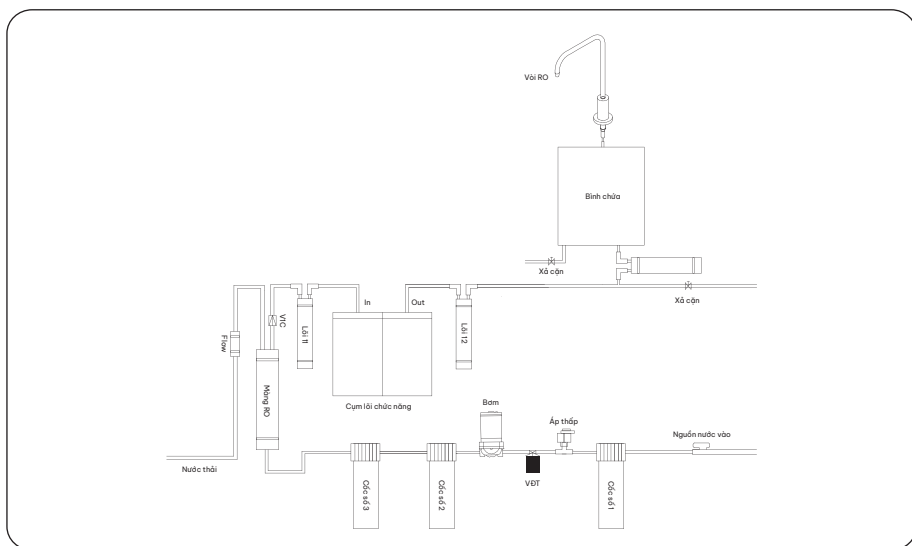 Vòi RO
Bình chứa
Xả cặn
Xả cặn
In
Out
V1C
Flow
Lõi 11
Lõi 12
Màng RO
Cụm lõi chức năng
Bơm
Áp thấp
Nguồn nước vào
Nước thải
VĐT
Cốc số 3
Cốc số 2
Cốc số 1